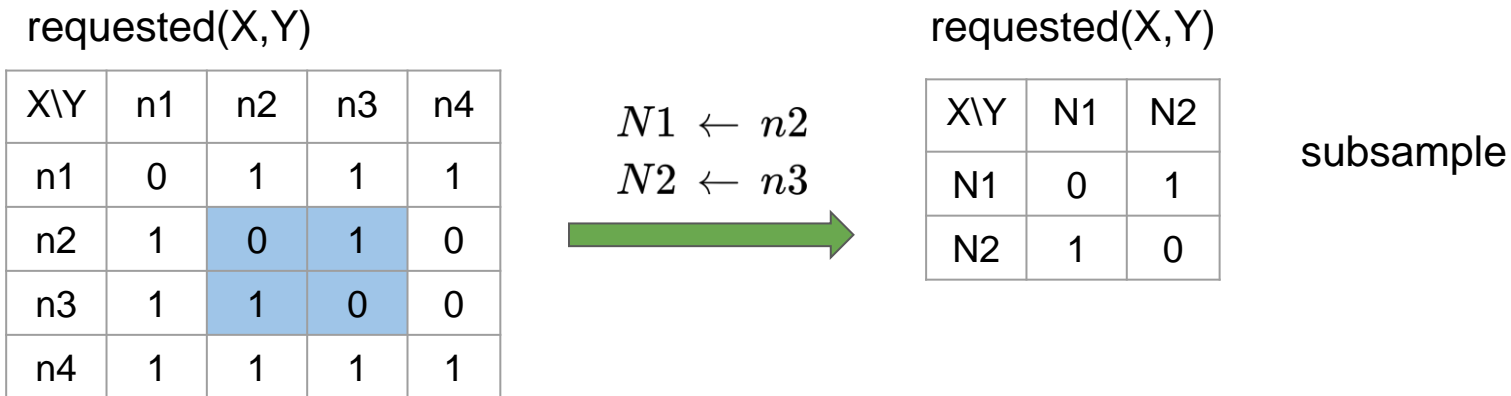 requested(X,Y)
X\Y n1 n2 n3 n4
n1 0 1 1 1
n2 1 0 1 0
n3 1 1 0 0
n4 1 1 1 1
N1 ← n2
N2 ← n3
requested(X,Y)
X\Y N1 N2
N1 0 1
N2 1 0
subsample